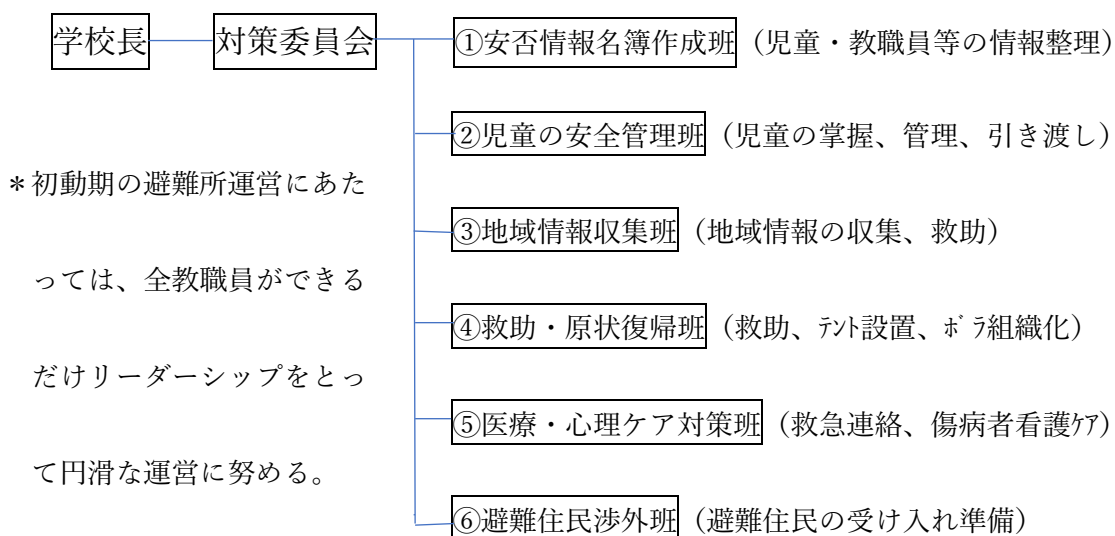 学校長 対策委員会 ①安否情報名簿作成班（児童・教職員等の情報整理）
②児童の安全管理班（児童の掌握、管理、引き渡し）
＊初動期の避難所運営にあた
③地域情報収集班（地域情報の収集、救助）
っては、全教職員ができる
④救助・原状復帰班（救助、ﾃﾝﾄ設置、ﾎﾞﾗ組織化）
だけリーダーシップをとっ
⑤医療・心理ケア対策班（救急連絡、傷病者看護ｹｱ）
て円滑な運営に努める。
⑥避難住民渉外班（避難住民の受け入れ準備）